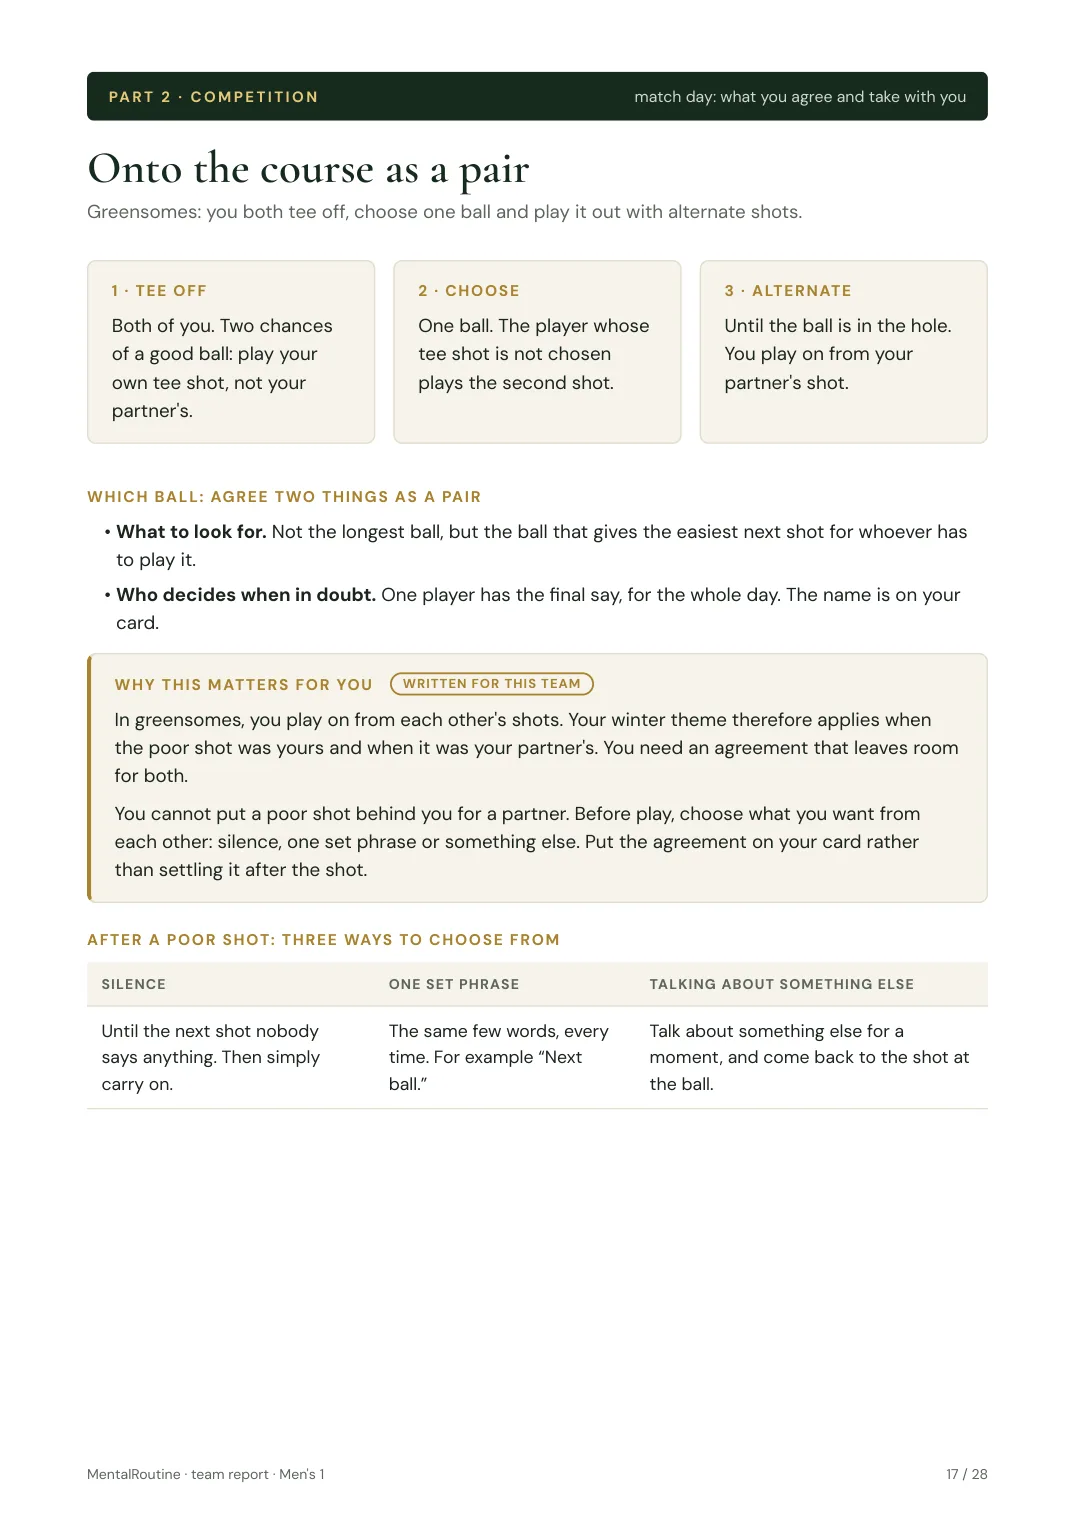 PART 2 · COMPETITION
match day: what you agree and take with you
Onto the course as a pair
Greensomes: you both tee off, choose one ball and play it out with alternate shots.
1 · TEE OFF
Both of you. Two chances
of a good ball: play your
own tee shot, not your
partner's.
2 · CHOOSE
One ball. The player whose
tee shot is not chosen
plays the second shot.
3 · ALTERNATE
Until the ball is in the hole.
You play on from your
partner's shot.
WHICH BALL: AGREE TWO THINGS AS A PAIR
• What to look for. Not the longest ball, but the ball that gives the easiest next shot for whoever has
to play it.
• Who decides when in doubt. One player has the final say, for the whole day. The name is on your
card.
WHY THIS MATTERS FOR YOU WRITTEN FOR THIS TEAM
In greensomes, you play on from each other's shots. Your winter theme therefore applies when
the poor shot was yours and when it was your partner's. You need an agreement that leaves room
for both.
You cannot put a poor shot behind you for a partner. Before play, choose what you want from
each other: silence, one set phrase or something else. Put the agreement on your card rather
than settling it after the shot.
AFTER A POOR SHOT: THREE WAYS TO CHOOSE FROM
SILENCE
Until the next shot nobody
says anything. Then simply
carry on.
ONE SET PHRASE
The same few words, every
time. For example “Next
ball.”
TALKING ABOUT SOMETHING ELSE
Talk about something else for a
moment, and come back to the shot at
the ball.
MentalRoutine · team report · Men's 1
17 / 28